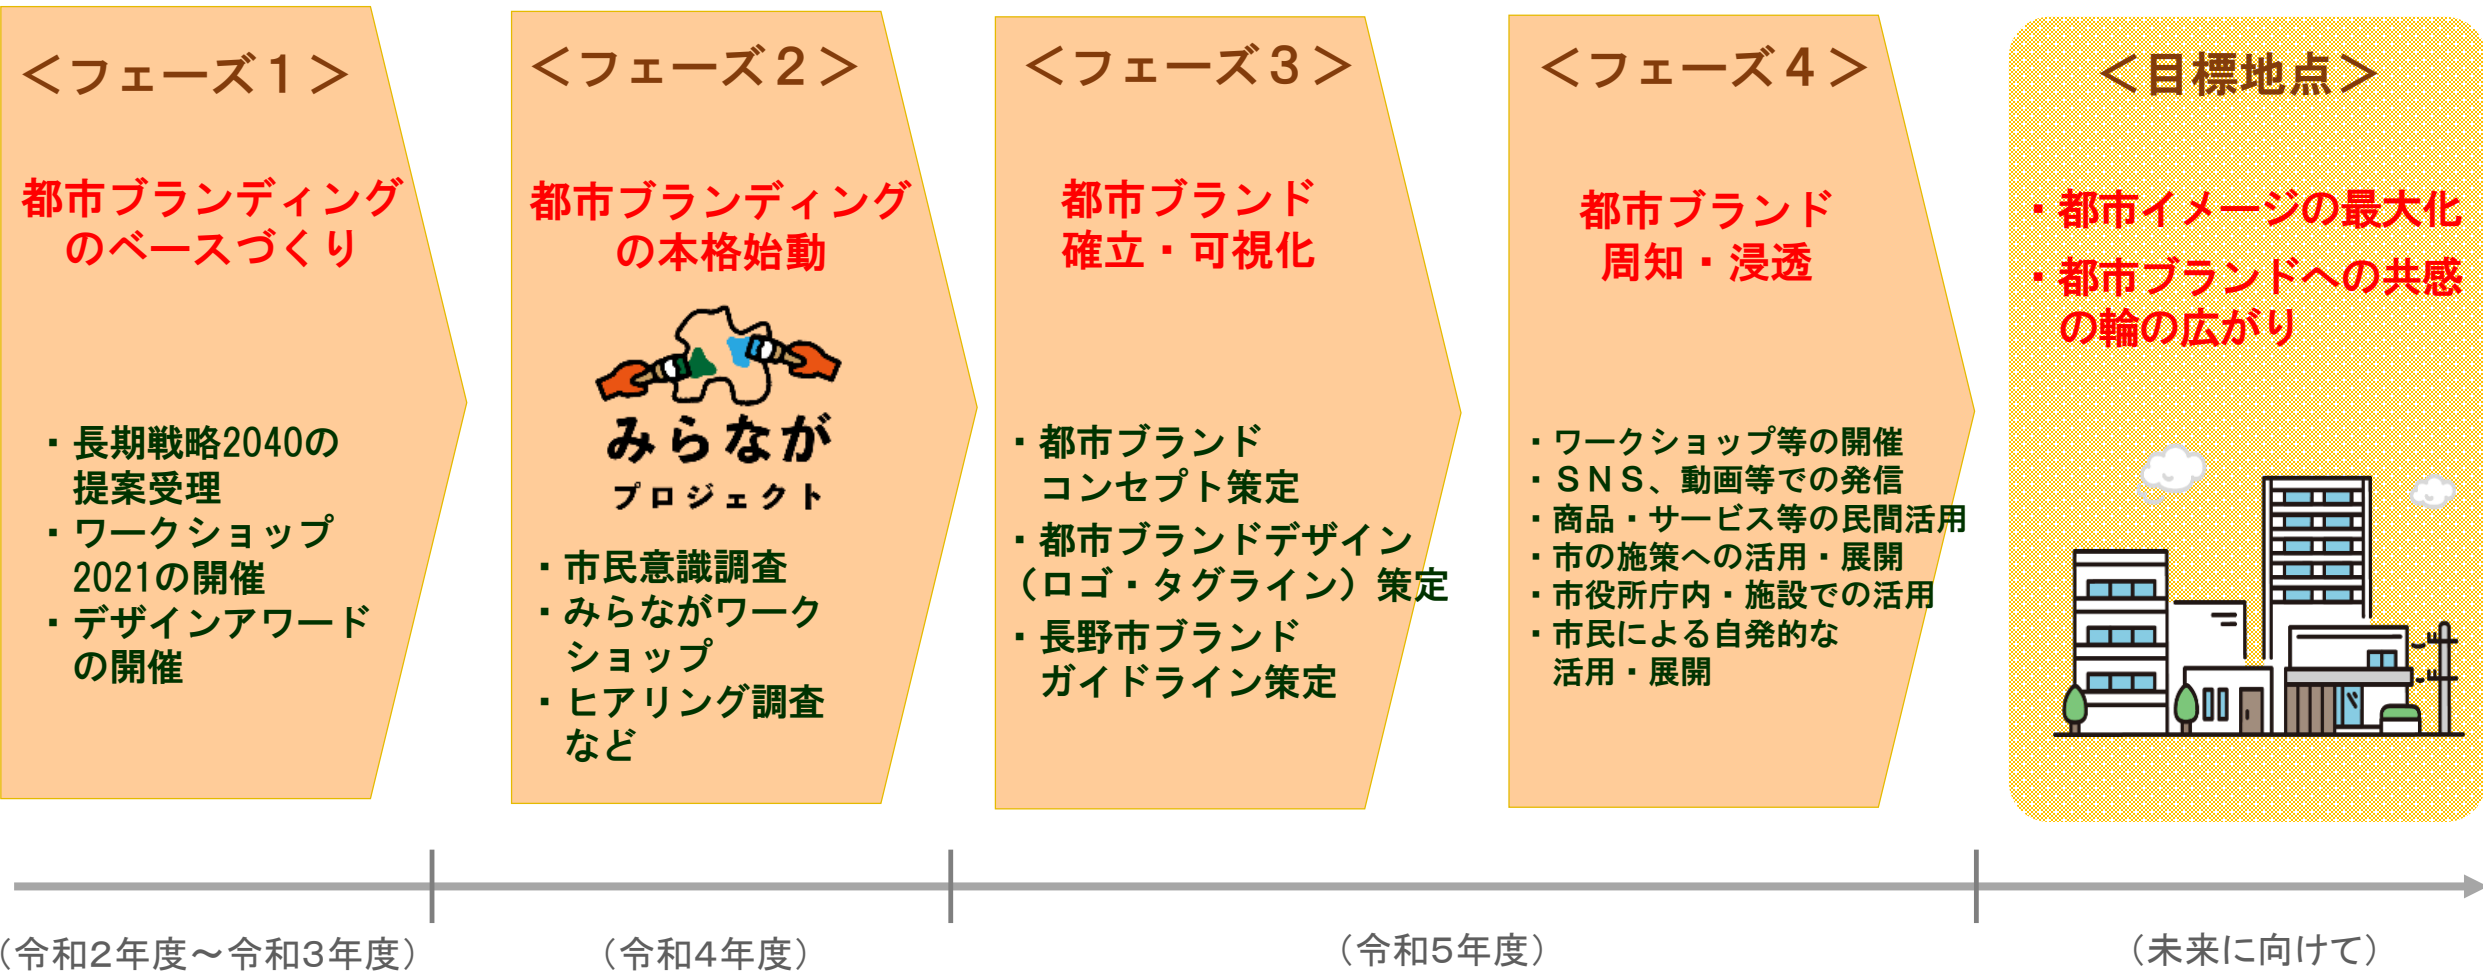 ＜フェーズ１＞
都市ブランディング
のベースづくり
・長期戦略2040の
提案受理
・ワークショップ
2021の開催
・デザインアワード
の開催
＜フェーズ２＞
都市ブランディング
の本格始動
みらなが
プロジェクト
・市民意識調査
・みらながワーク
ショップ
・ヒアリング調査
など
＜フェーズ３＞
都市ブランド
確立・可視化
・都市ブランド
コンセプト策定
・都市ブランドデザイン
（ロゴ・タグライン）策定
・長野市ブランド
ガイドライン策定
＜フェーズ４＞
都市ブランド
周知・浸透
・ワークショップ等の開催
・ＳＮＳ、動画等での発信
・商品・サービス等の民間活用
・市の施策への活用・展開
・市役所庁内・施設での活用
・市民による自発的な
活用・展開
＜目標地点＞
・都市イメージの最大化
・都市ブランドへの共感
の輪の広がり
（令和2年度～令和3年度）
（令和4年度）
（令和5年度）
（未来に向けて）